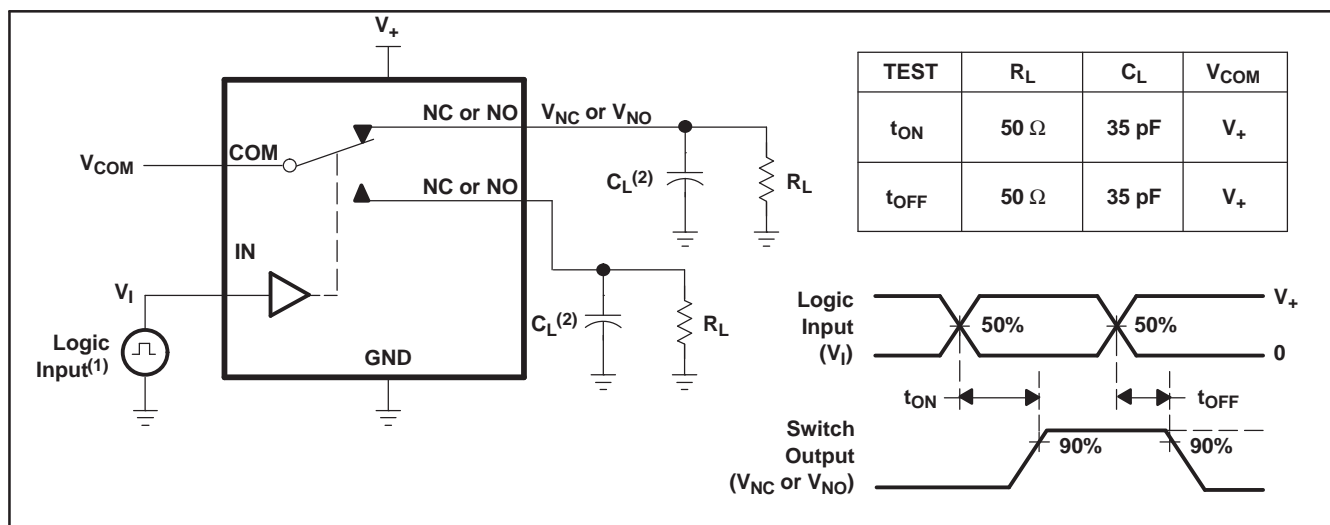 V+
NC or NO
VNC or VNO
COM
VCOM
CL(2)
RL
NC or NO
IN
VI
CL(2)
RL
Logic
Input(1)
GND
TEST RL CL VCOM
tON 50 Ω 35 pF V+
tOFF 50 Ω 35 pF V+
Logic
Input
(VI)
V+
50%
50%
0
tON
tOFF
Switch
Output
(VNC or VNO)
90%
90%